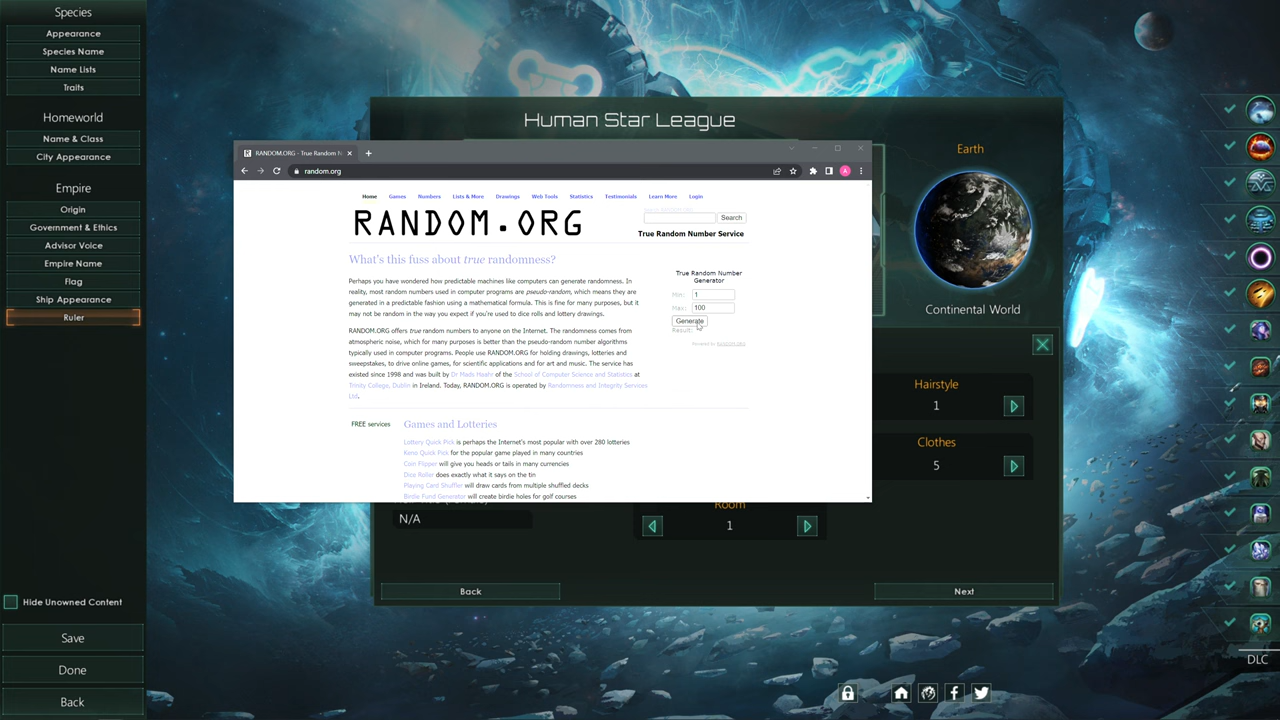 Species
Appearance
Species Name
Name Lists
Traits
Homeworld
Name & Class
City Appearance
Empire
Origin
Government & Ethics
Advisor Voice
Empire Name
Flag
Ship Appearance
Ruler
Hide Unowned Content
Save
Done
Back
Human Star League
RANDOM.ORG - True Random N
random.org
A
Home Games Numbers Lists & More Drawings Web Tools Statistics Testimonials Learn More Login
RANDOM.ORG
Search
True Random Number Service
What's this fuss about true randomness?
Perhaps you have wondered how predictable machines like computers can generate randomness. In
reality, most random numbers used in computer programs are pseudo-random, which means they are
generated in a predictable fashion using a mathematical formula. This is fine for many purposes, but it
may not be random in the way you expect if you're used to dice rolls and lottery drawings.
RANDOM.ORG offers true random numbers to anyone on the Internet. The randomness comes from
atmospheric noise, which for many purposes is better than the pseudo-random number algorithms
typically used in computer programs. People use RANDOM.ORG for holding drawings, lotteries and
sweepstakes, to drive online games, for scientific applications and for art and music. The service has
existed since 1998 and was built by Dr Mads Haahr of the School of Computer Science and Statistics at
Trinity College, Dublin in Ireland. Today, RANDOM.ORG is operated by Randomness and Integrity Services
Ltd.
True Random Number
Generator
Min: 1
Max: 100
Generate
Result:
Powered by RANDOM.ORG
FREE services
Games and Lotteries
Lottery Quick Pick is perhaps the Internet's most popular with over 280 lotteries
Keno Quick Pick for the popular game played in many countries
Coin Flipper will give you heads or tails in many currencies
Dice Roller does exactly what it says on the tin
Playing Card Shuffler will draw cards from multiple shuffled decks
Birdie Fund Generator will create birdie holes for golf courses
Earth
Continental World
Hairstyle
1
Clothes
5
N/A
Room
1
Back
Next
DLC